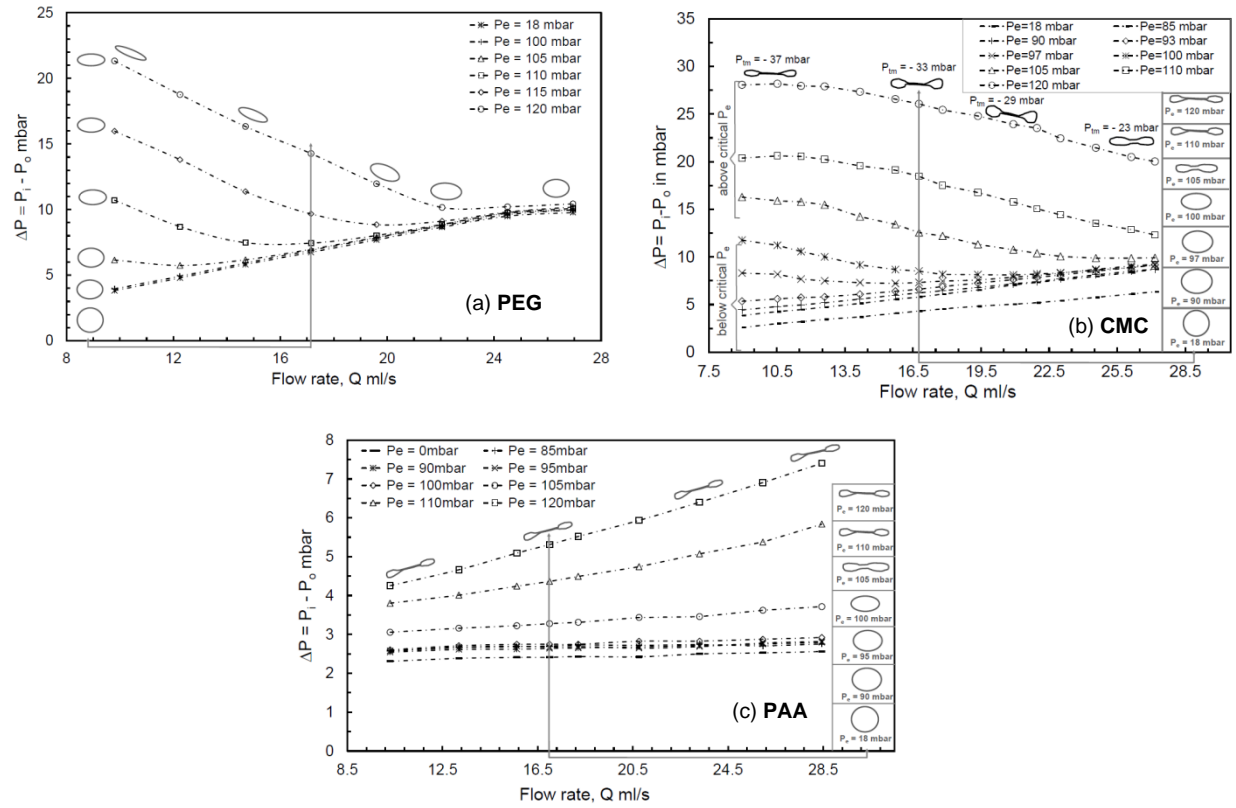 25
20
15
10
5
0
ΔP = Pi - Po mbar
Pe = 18 mbar
Pe = 100 mbar
Pe = 105 mbar
Pe = 110 mbar
Pe = 115 mbar
Pe = 120 mbar
(a) PEG
8 12 16 20 24 28
Flow rate, Q ml/s
35
30
25
20
15
10
5
0
ΔP= Pi-Po in mbar
Pe=18 mbar Pe=85 mbar
Pe=90 mbar Pe=93 mbar
Pe=97 mbar Pe=100 mbar
Pe=105 mbar Pe=110 mbar
Pe=120 mbar
Ptm = - 37 mbar
Ptm = - 33 mbar
Ptm = - 29 mbar
Ptm = - 23 mbar
above critical Pe
below critical Pe
Pe = 120 mbar
Pe = 110 mbar
Pe = 105 mbar
Pe = 100 mbar
Pe = 97 mbar
Pe = 90 mbar
Pe = 18 mbar
(b) CMC
7.5 10.5 13.5 16.5 19.5 22.5 25.5 28.5
Flow rate, Q ml/s
8
7
6
5
4
3
2
1
0
ΔP = Pi - Po mbar
Pe = 0mbar Pe = 85mbar
Pe = 90mbar Pe = 95mbar
Pe = 100mbar Pe = 105mbar
Pe = 110mbar Pe = 120mbar
Pe = 120 mbar
Pe = 110 mbar
Pe = 105 mbar
Pe = 100 mbar
Pe = 95 mbar
Pe = 90 mbar
Pe = 18 mbar
(c) PAA
8.5 12.5 16.5 20.5 24.5 28.5
Flow rate, Q ml/s